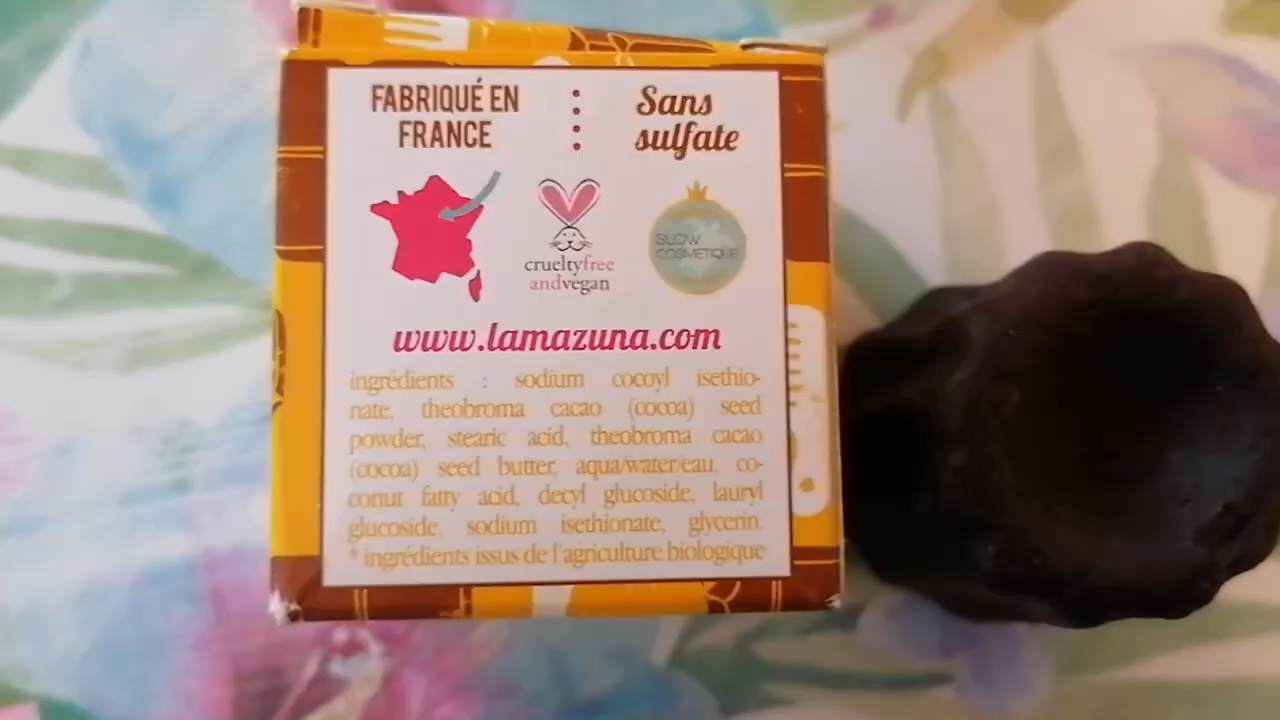 FABRIQUÉ EN
FRANCE
Sans
sulfate
crueltyfree
andvegan
SLOW
COSMÉTIQUE
www.lamazuna.com
ingrédients : sodium cocoyl isethio-
nate, theobroma cacao (cocoa) seed
powder, stearic acid, theobroma cacao
(cocoa) seed butter, aqua/water/eau, co-
conut fatty acid, decyl glucoside, lauryl
glucoside, sodium isethionate, glycerin.
* ingrédients issus de l'agriculture biologique